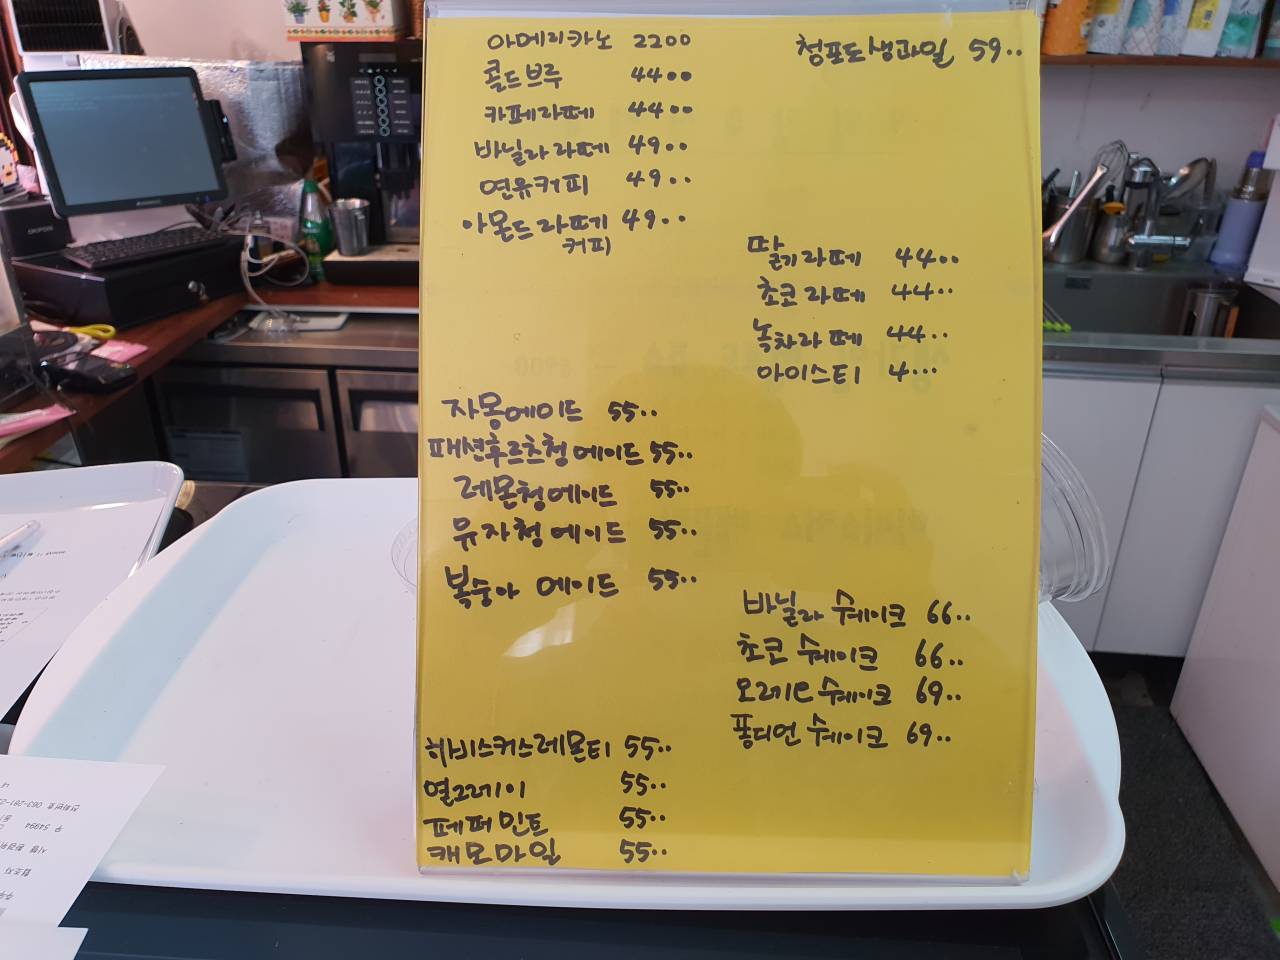 아메리카노 2200
콜드브루 4400
카페라떼 4400
바닐라라떼 4900
연유커피 4900
아몬드라떼 4900
커피
청포도생과일 5900
딸기라떼 4400
초코라떼 4400
녹차라떼 4400
아이스티 4000
자몽에이드 5500
패션후르츠청에이드 5500
레몬청에이드 5500
유자청에이드 5500
복숭아 에이드 5500
바닐라 쉐이크 6600
초코 쉐이크 6600
오레오 쉐이크 6900
퐁디언 쉐이크 6900
히비스커스레몬티 5500
얼그레이 5500
페퍼민트 5500
캐모마일 5500